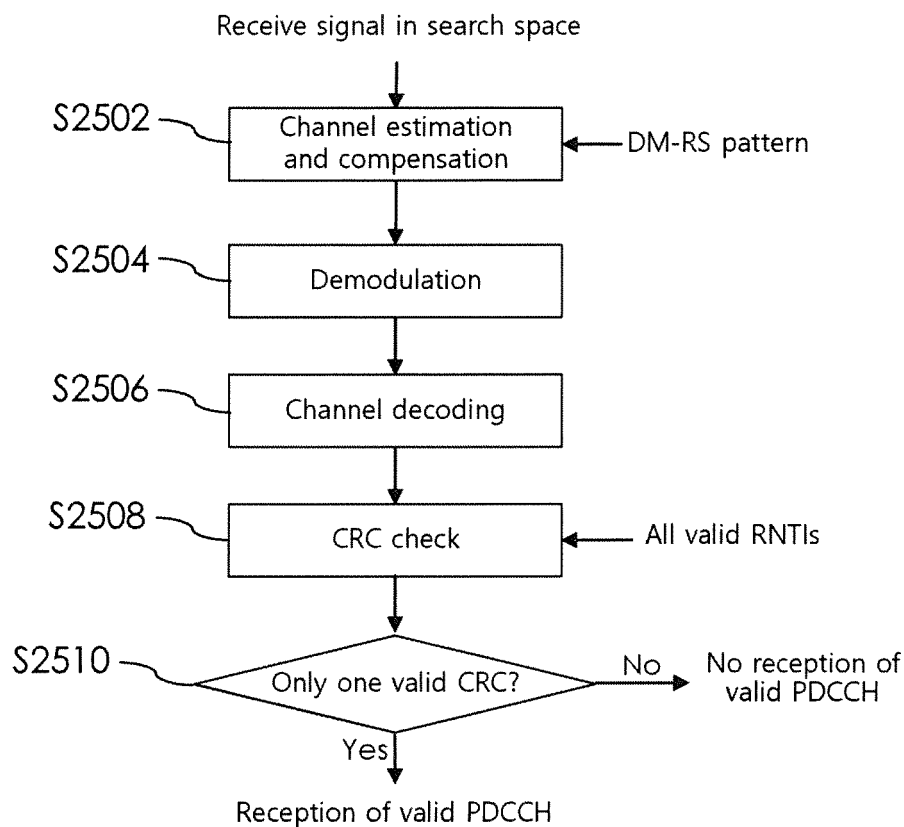 Receive signal in search space
S2502
Channel estimation
and compensation
DM-RS pattern
S2504
Demodulation
S2506
Channel decoding
S2508
CRC check
All valid RNTIs
S2510
Only one valid CRC?
No
No reception of
valid PDCCH
Yes
Reception of valid PDCCH